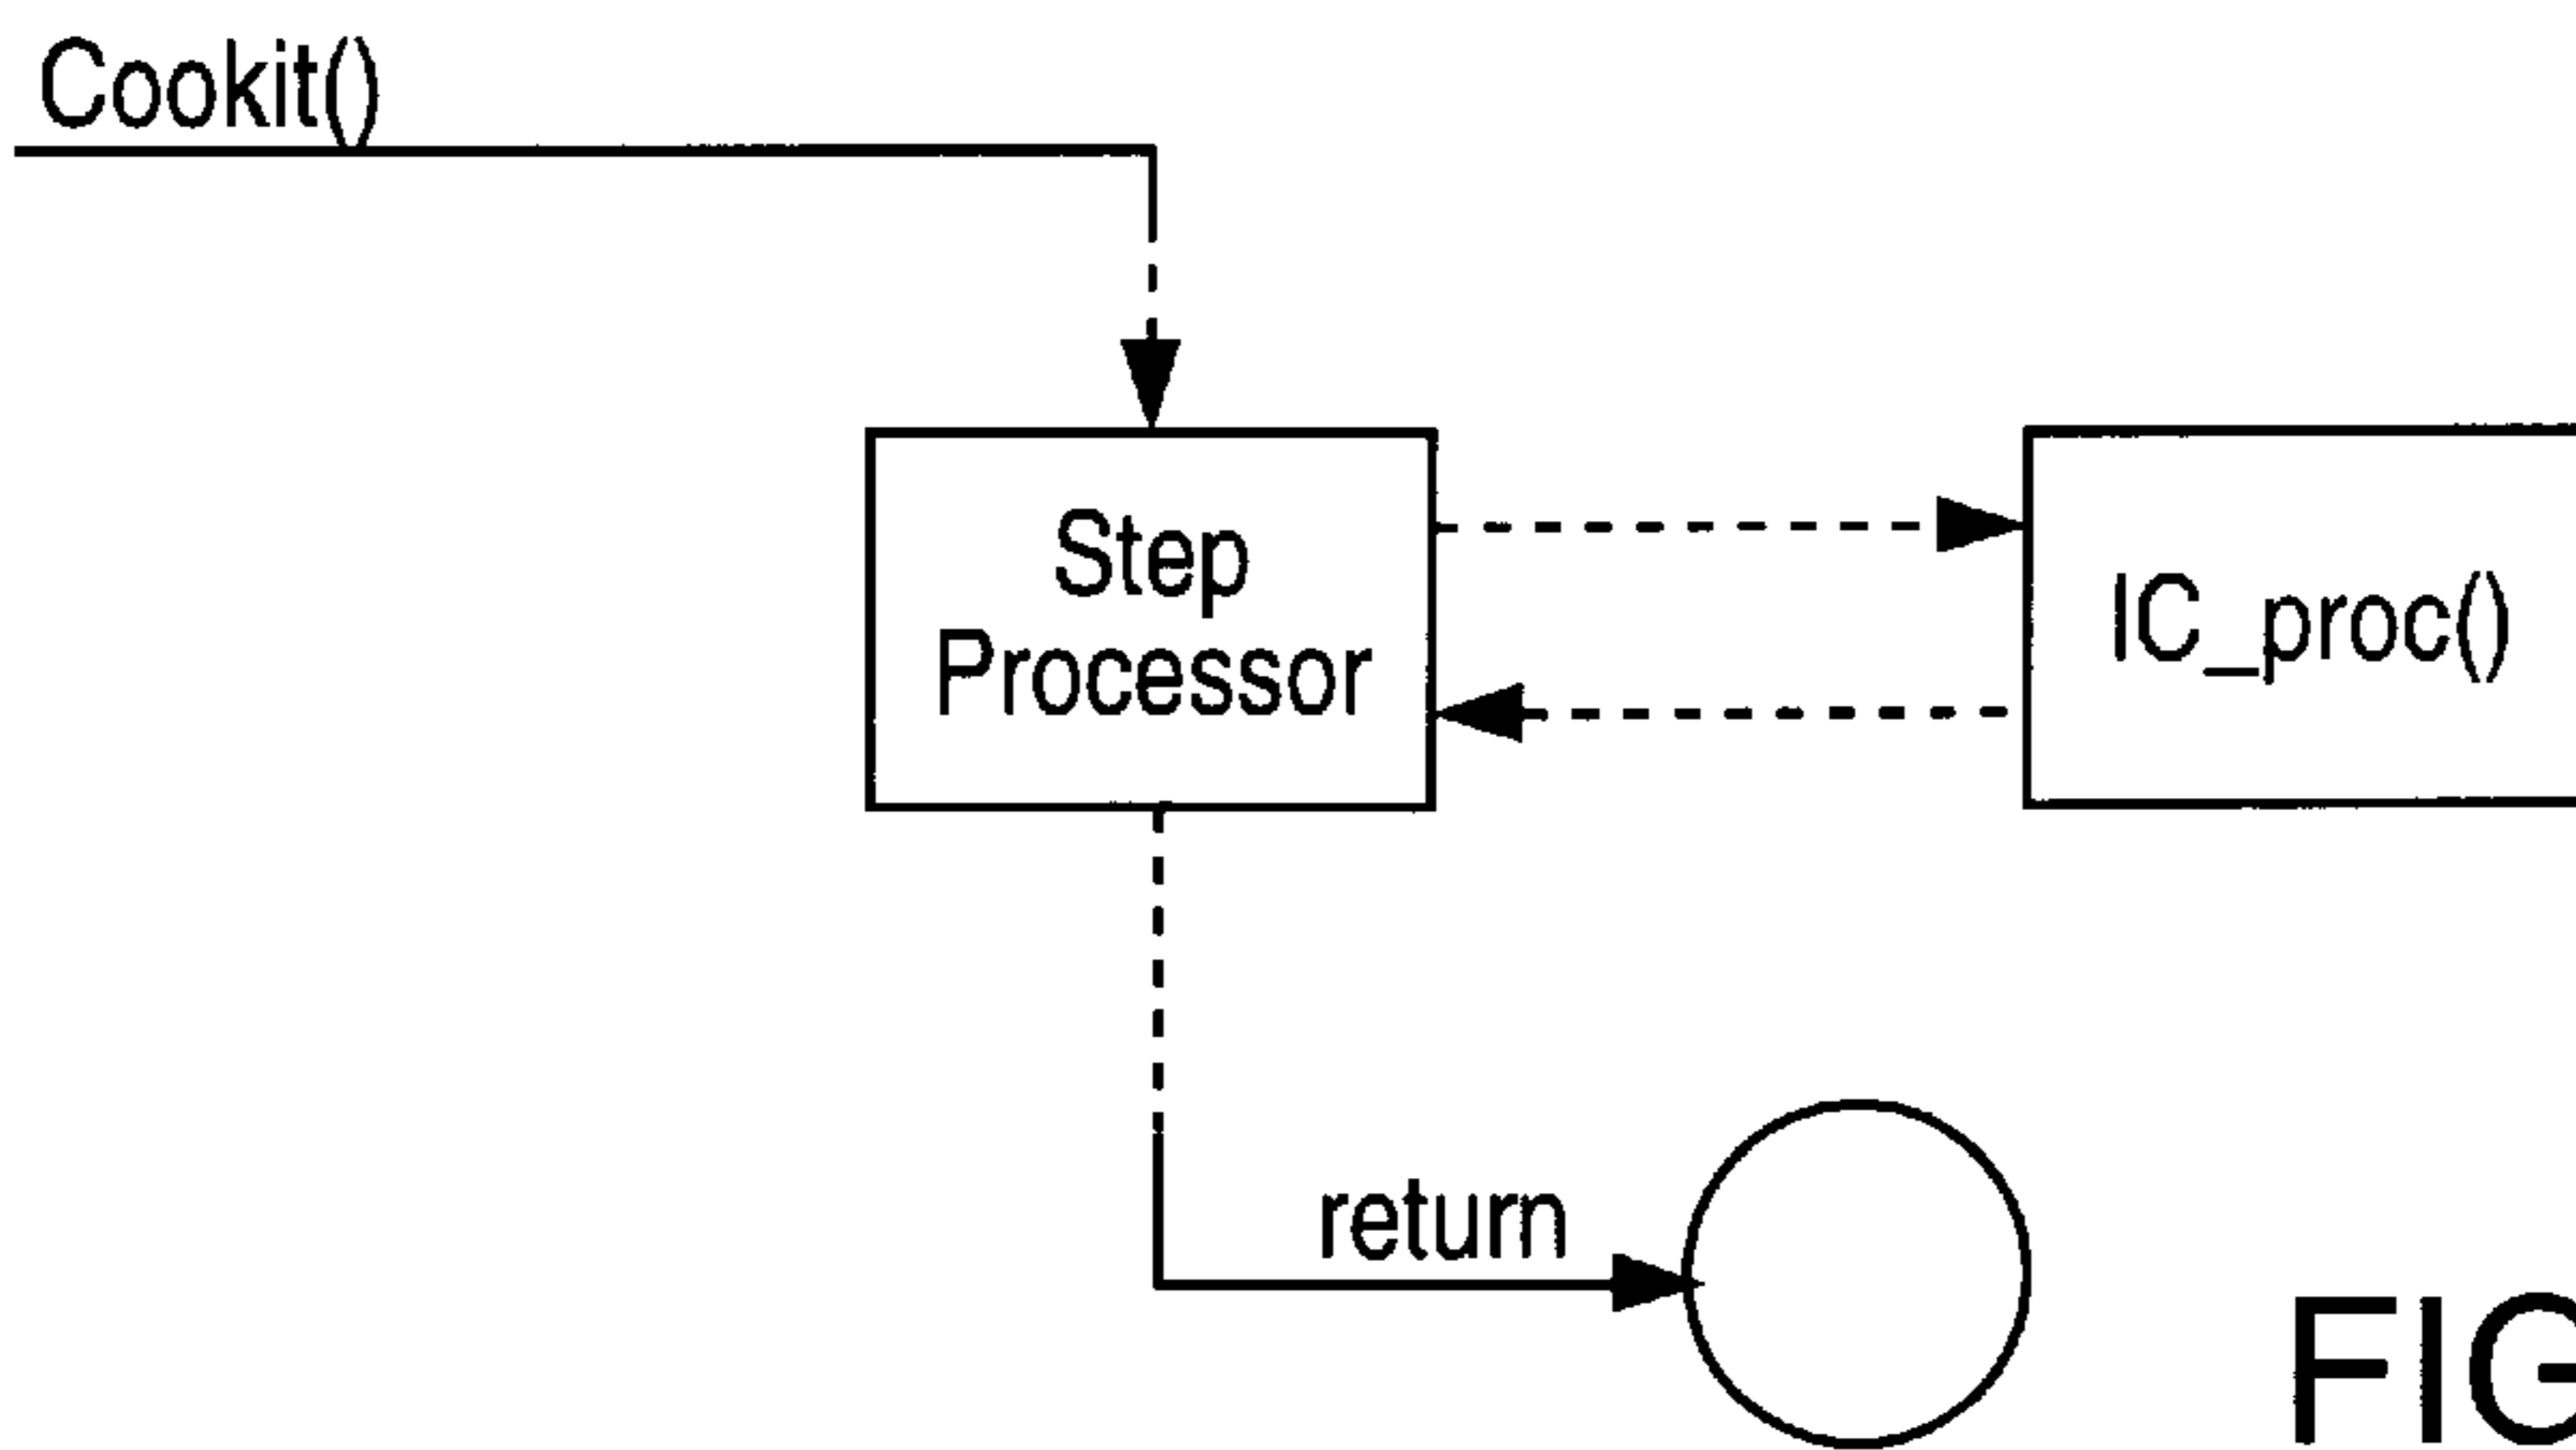 Cookit()
Step
Processor
IC_proc()
return
FIG